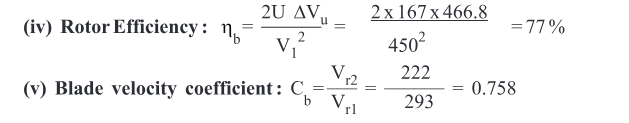 (iv) Rotor Efficiency : η_b = 2U ΔV_u / V_1^2 = 2 x 167 x 466.8 / 450^2 = 77 %
(v) Blade velocity coefficient : C_b = V_r2 / V_r1 = 222 / 293 = 0.758